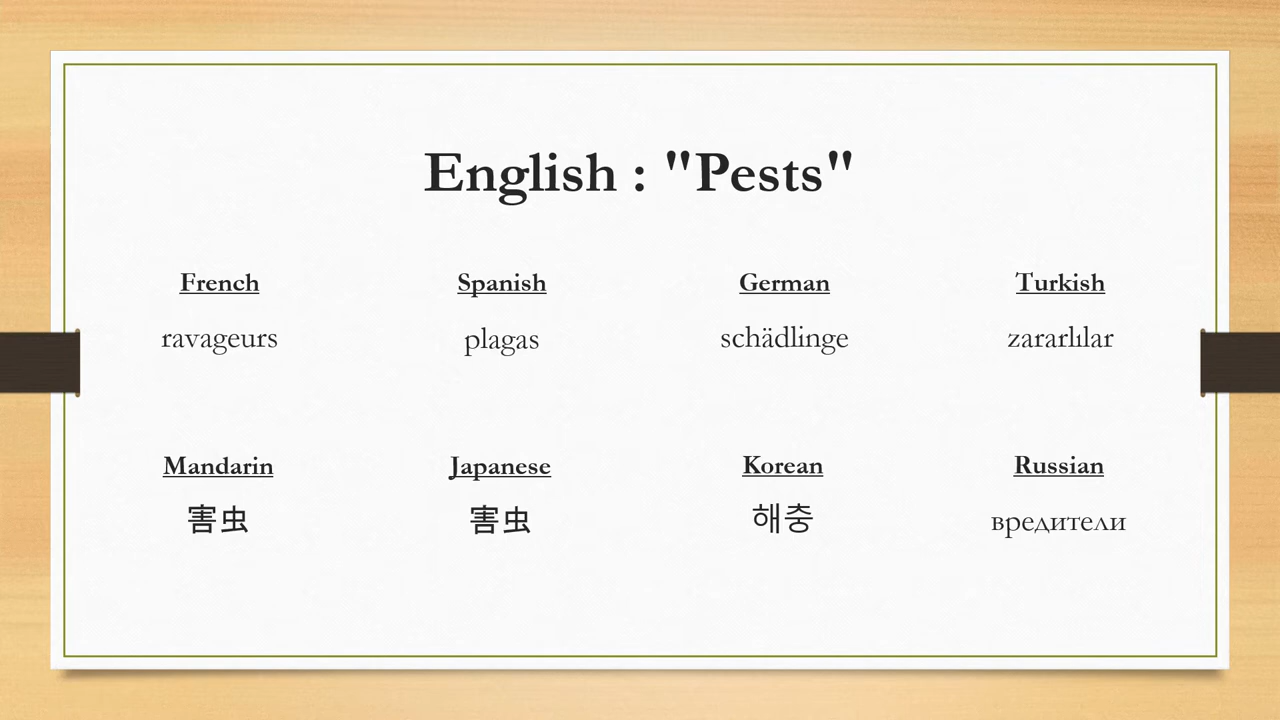 English : "Pests"
French Spanish German Turkish
ravageurs plagas schädlinge zararlılar
Mandarin Japanese Korean Russian
害虫 害虫 해충 вредители